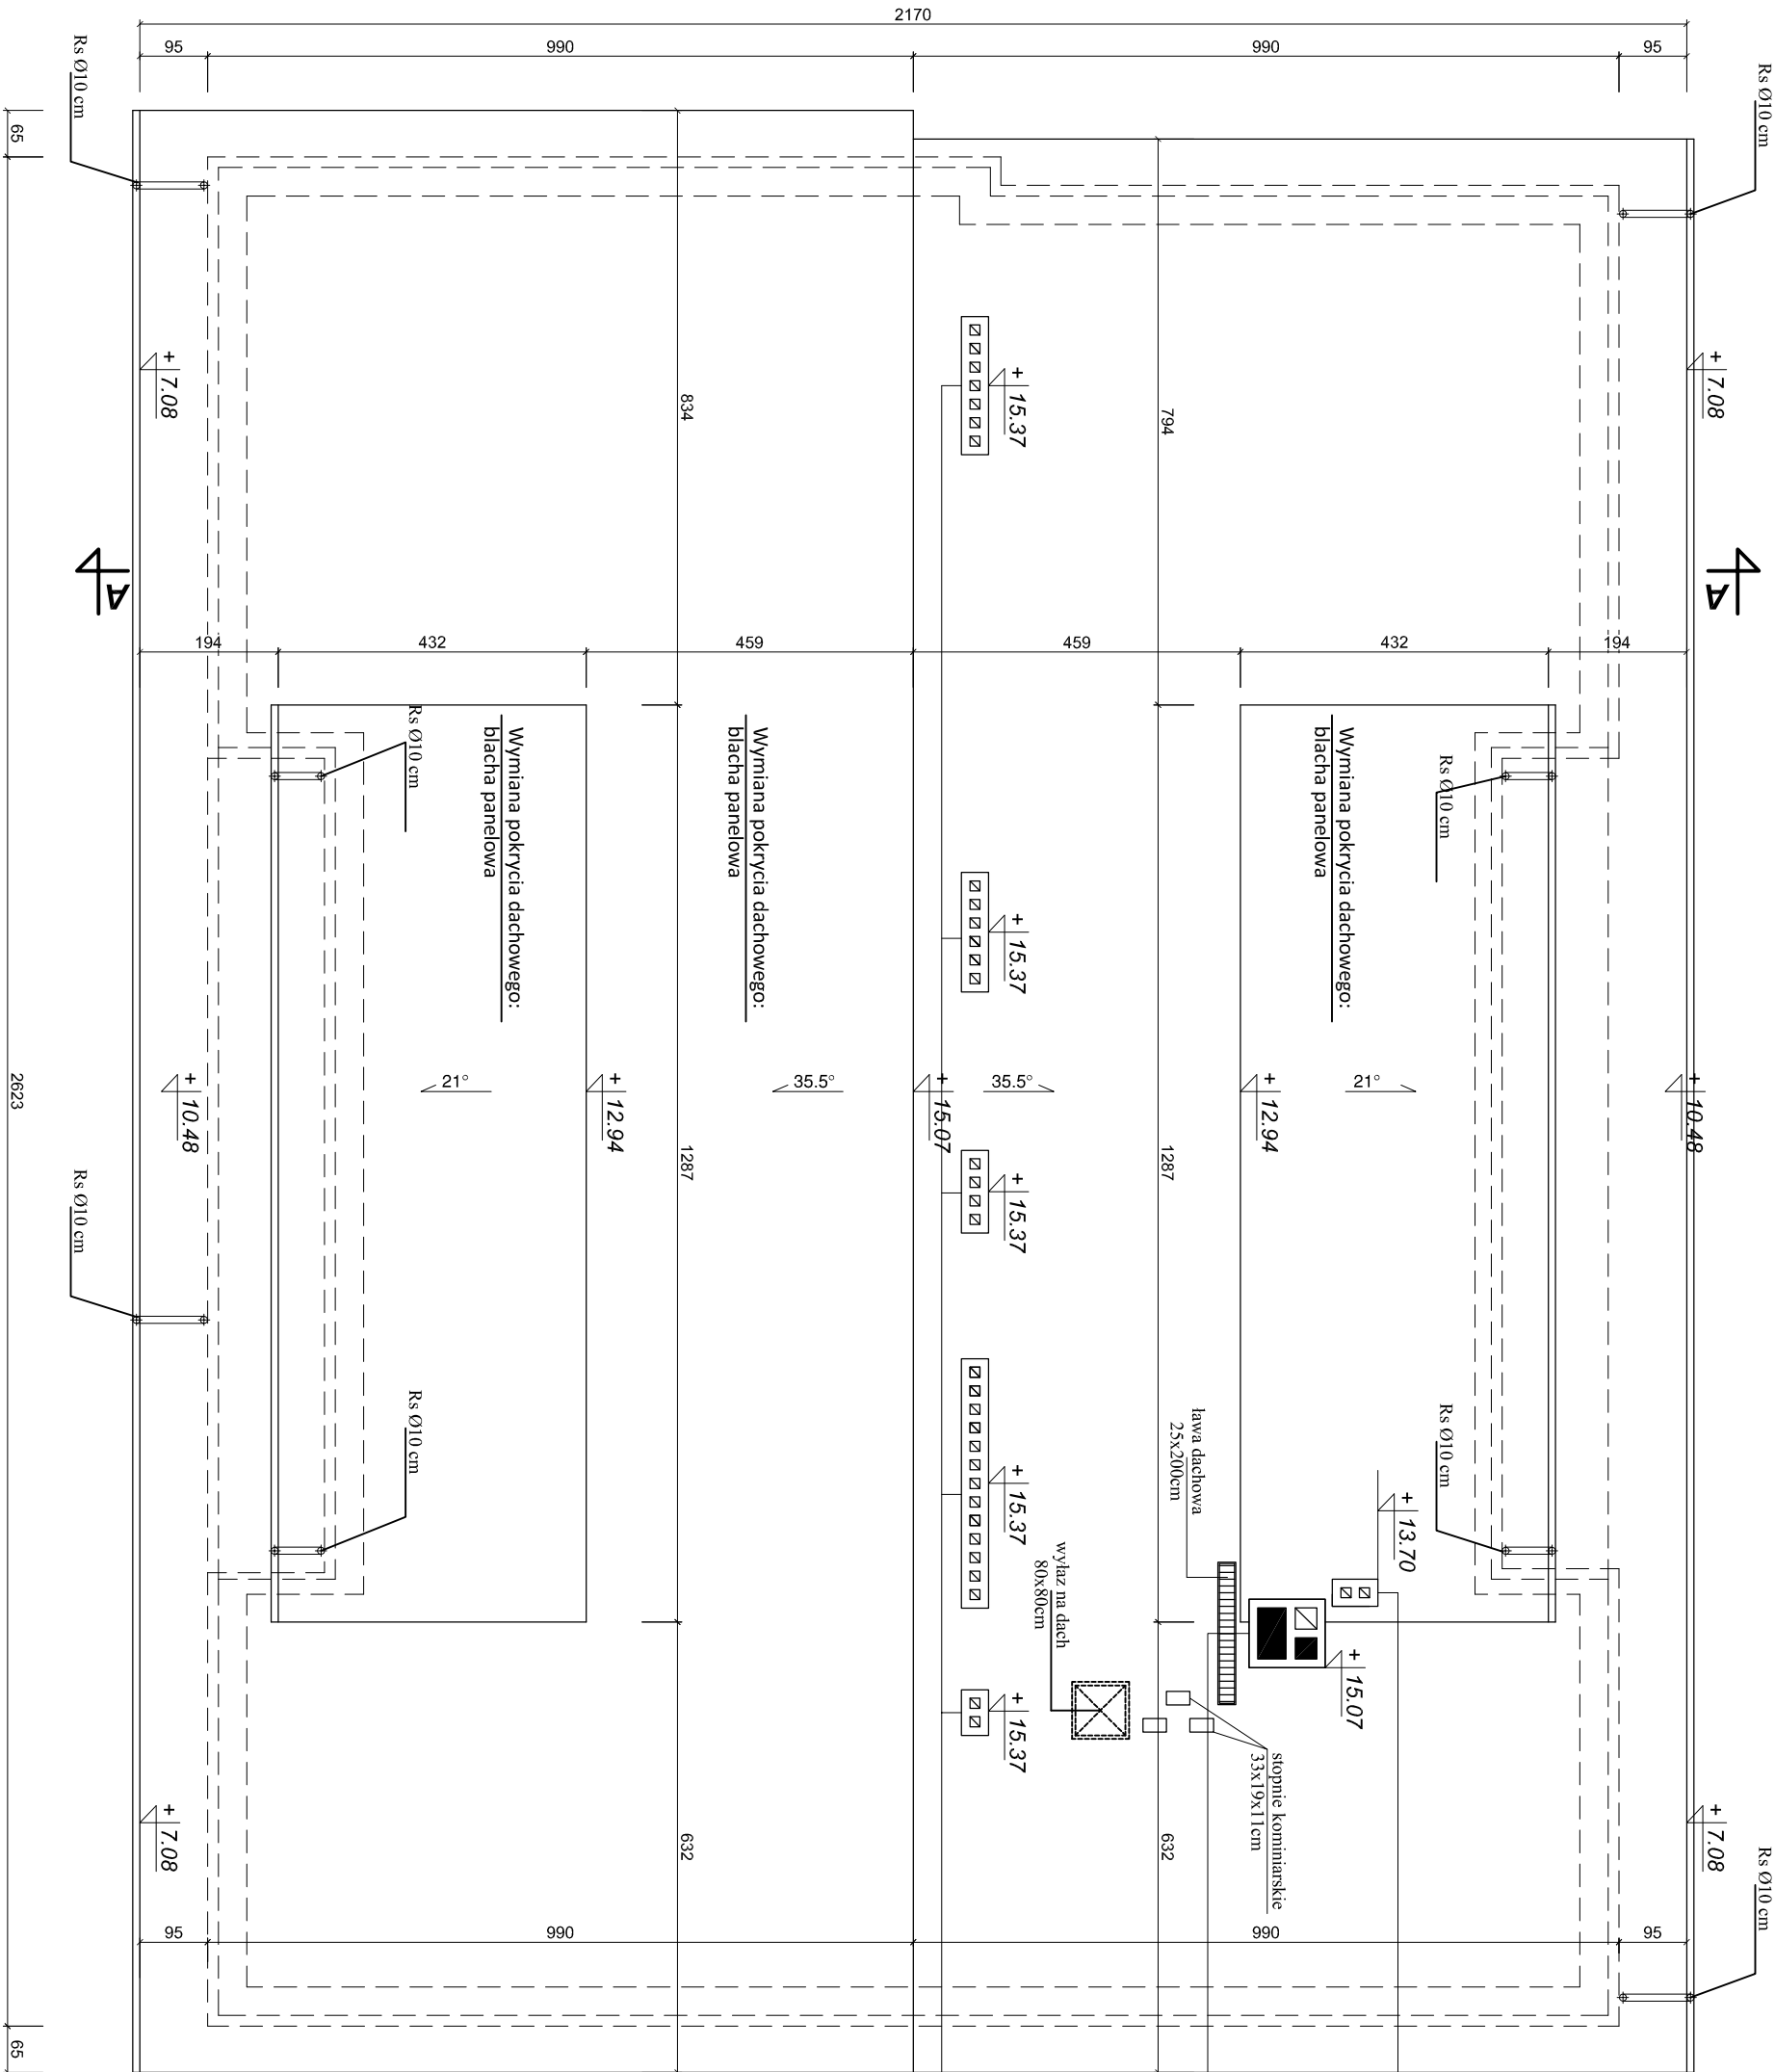 2170
95
990
990
95
Rs Ø10 cm
Rs Ø10 cm
65
2623
65
+ 7.08
+ 15.37
+ 7.08
834
794
A
A
194
432
459
459
432
194
Rs Ø10 cm
Wymiana pokrycia dachowego:
blacha panelowa
Wymiana pokrycia dachowego:
blacha panelowa
Wymiana pokrycia dachowego:
blacha panelowa
Rs Ø10 cm
+ 15.37
+ 10.48
21°
+ 12.94
35.5°
+ 15.07
35.5°
+ 12.94
21°
+ 10.48
1287
1287
+ 15.37
Rs Ø10 cm
Rs Ø10 cm
+ 15.37
ława dachowa
25x200cm
Rs Ø10 cm
+ 13.70
wyłaz na dach
80x80cm
+ 15.07
+ 15.37
stopnie kominiarskie
33x19x11cm
+ 7.08
632
632
+ 7.08
Rs Ø10 cm
95
990
990
95